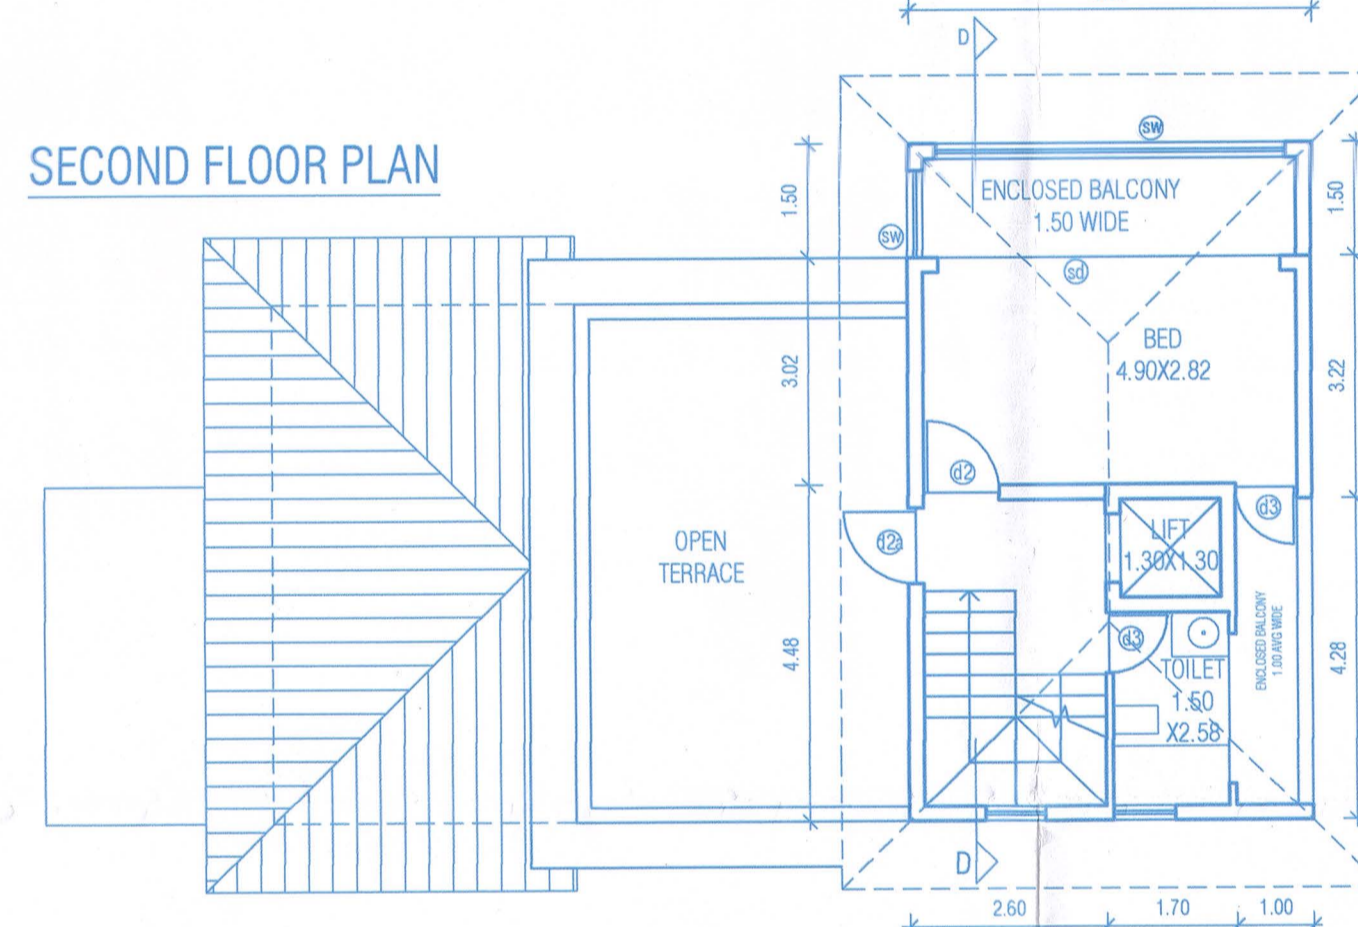 D
SECOND FLOOR PLAN
SW
1.50
ENCLOSED BALCONY
1.50 WIDE
1.50
SW
sd
3.02
BED
4.90X2.82
3.22
d2
d3
OPEN
TERRACE
d2a
LIFT
1.30X1.30
4.48
d3
ENCLOSED BALCONY
1.00 AVG WIDE
4.28
TOILET
1.50
X2.58
D
2.60
1.70
1.00